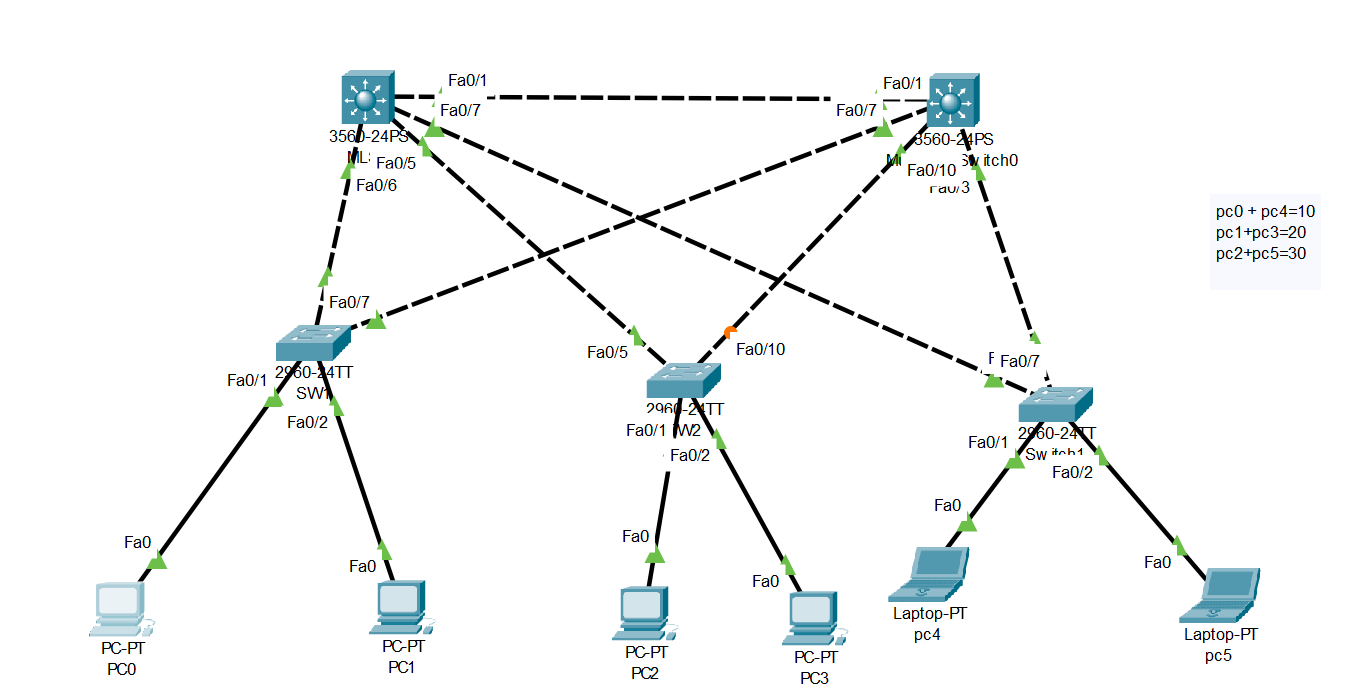 Fa0/1
Fa0/1
Fa0/7
Fa0/7
3560-24PS
3560-24PS
Fa0/5
Fa0/10
Fa0/6
Fa0/3
pc0 + pc4=10
pc1+pc3=20
pc2+pc5=30
Fa0/7
Fa0/5
Fa0/10
Fa0/7
2960-24TT
SW1
Fa0/1
Fa0/2
2960-24TT
Fa0/1
Fa0/2
2960-24TT
Switch1
Fa0/1
Fa0/2
Fa0
Fa0
Fa0
Fa0
Fa0
Fa0
PC-PT
PC0
PC-PT
PC1
PC-PT
PC2
PC-PT
PC3
Laptop-PT
pc4
Laptop-PT
pc5